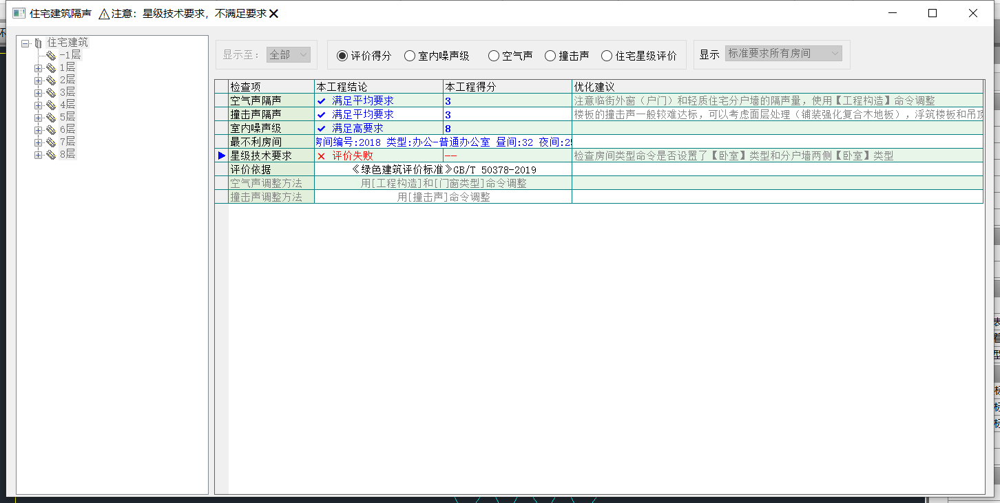 住宅建筑隔声 注意：星级技术要求，不满足要求
住宅建筑
-1层
1层
2层
3层
4层
5层
6层
7层
8层
显示至：
全部
评价得分
室内噪声级
空气声
撞击声
住宅星级评价
显示
标准要求所有房间
检查项 本工程结论 本工程得分 优化建议
空气声隔声 满足平均要求 3 注意临街外窗（户门）和轻质住宅分户墙的隔声量，使用【工程构造】命令调整
撞击声隔声 满足平均要求 3 楼板的撞击声一般较难达标，可以考虑面层处理（铺装强化复合木地板），浮筑楼板和吊顶
室内噪声级 满足高要求 8
最不利房间 房间编号:2018 类型:办公-普通办公室 昼间:32 夜间:2
星级技术要求 评价失败 -- 检查房间类型命令是否设置了【卧室】类型和分户墙两侧【卧室】类型
评价依据 《绿色建筑评价标准》GB/T 50378-2019
空气声调整方法 用[工程构造]和[门窗类型]命令调整
撞击声调整方法 用[撞击声]命令调整